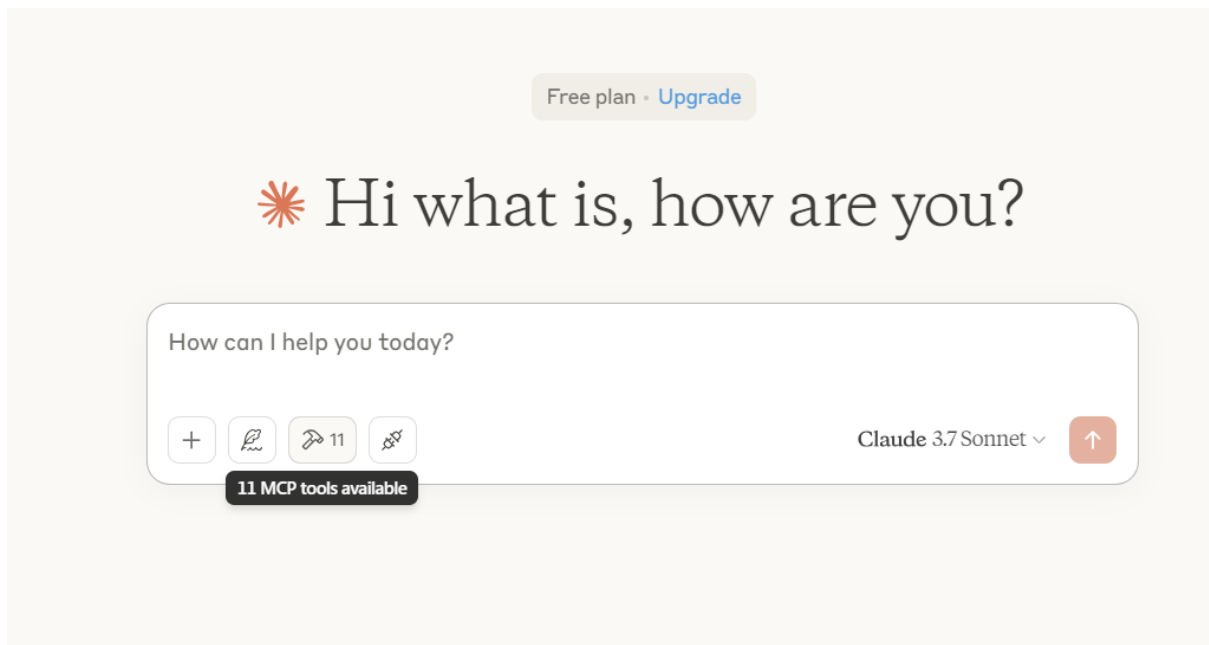 Free plan • Upgrade
Hi what is, how are you?
How can I help you today?
11
Claude 3.7 Sonnet
11 MCP tools available